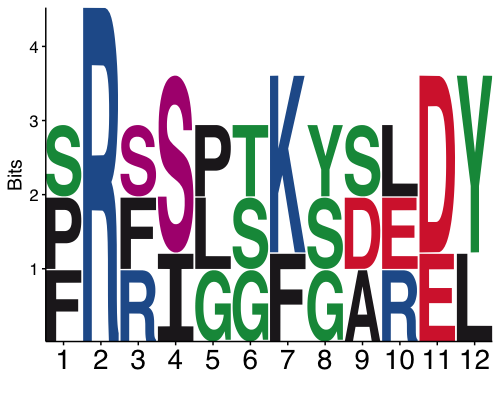 Bits
4
3
2
1
S R S S P T K Y S L D Y
P F L S S D E
F R I G G F G A R E L
1 2 3 4 5 6 7 8 9 10 11 12